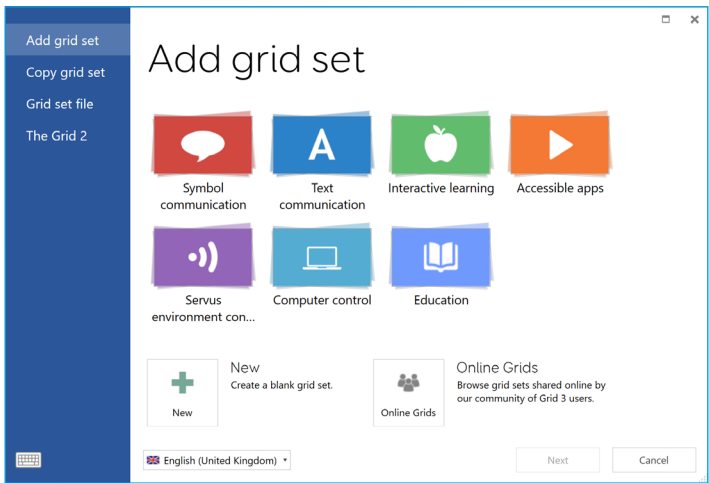 Add grid set
Copy grid set
Grid set file
The Grid 2
Add grid set
A
Symbol
communication
Text
communication
Interactive learning
Accessible apps
Servus
environment con...
Computer control
Education
New
New
Create a blank grid set.
Online Grids
Online Grids
Browse grid sets shared online by
our community of Grid 3 users.
English (United Kingdom)
Next
Cancel